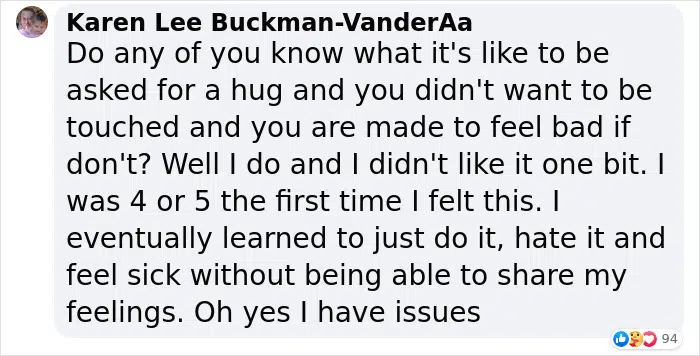 Karen Lee Buckman-VanderAa
Do any of you know what it's like to be
asked for a hug and you didn't want to be
touched and you are made to feel bad if
don't? Well I do and I didn't like it one bit. I
was 4 or 5 the first time I felt this. I
eventually learned to just do it, hate it and
feel sick without being able to share my
feelings. Oh yes I have issues
94